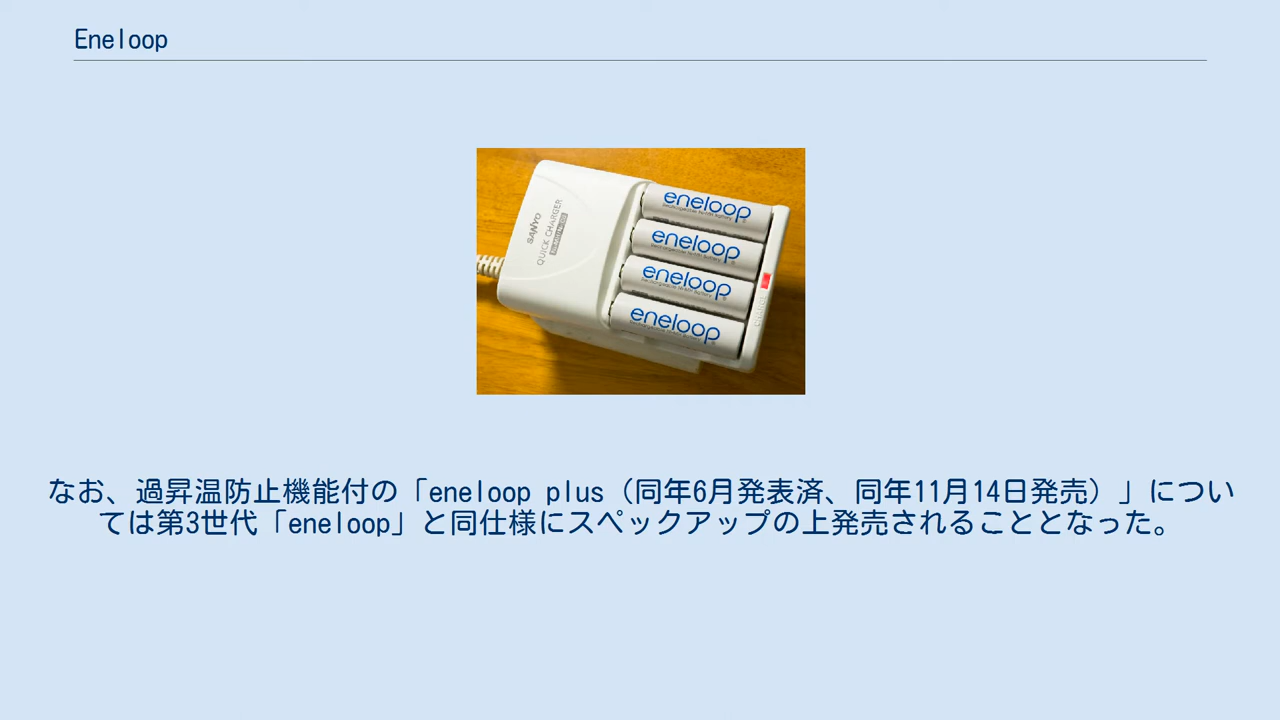 Eneloop
SANYO
QUICK CHARGER
eneloop
eneloop
eneloop
eneloop
なお、過昇温防止機能付の「eneloop plus（同年6月発表済、同年11月14日発売）」につい
ては第3世代「eneloop」と同仕様にスペックアップの上発売されることとなった。